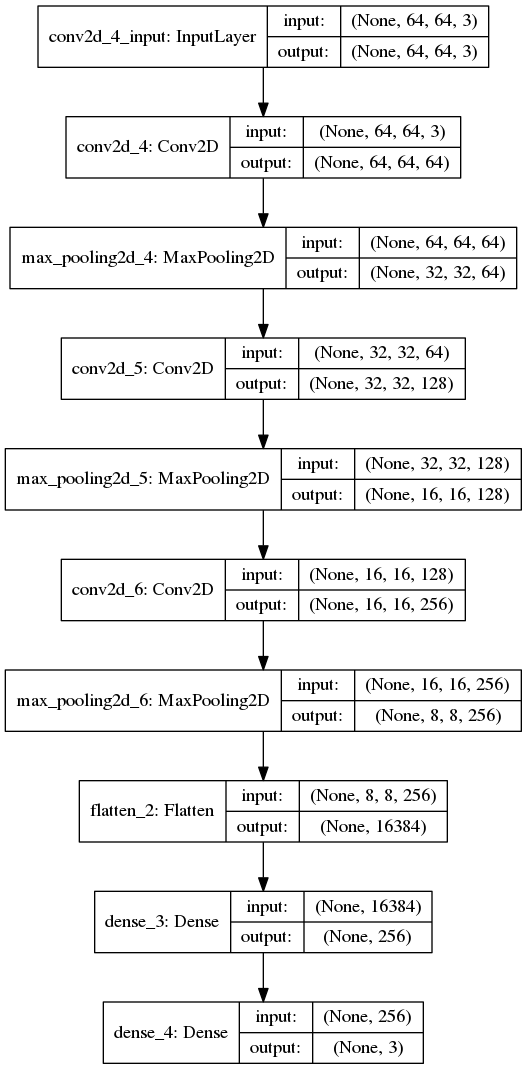 conv2d_4_input: InputLayer
input: (None, 64, 64, 3)
output: (None, 64, 64, 3)
conv2d_4: Conv2D
input: (None, 64, 64, 3)
output: (None, 64, 64, 64)
max_pooling2d_4: MaxPooling2D
input: (None, 64, 64, 64)
output: (None, 32, 32, 64)
conv2d_5: Conv2D
input: (None, 32, 32, 64)
output: (None, 32, 32, 128)
max_pooling2d_5: MaxPooling2D
input: (None, 32, 32, 128)
output: (None, 16, 16, 128)
conv2d_6: Conv2D
input: (None, 16, 16, 128)
output: (None, 16, 16, 256)
max_pooling2d_6: MaxPooling2D
input: (None, 16, 16, 256)
output: (None, 8, 8, 256)
flatten_2: Flatten
input: (None, 8, 8, 256)
output: (None, 16384)
dense_3: Dense
input: (None, 16384)
output: (None, 256)
dense_4: Dense
input: (None, 256)
output: (None, 3)